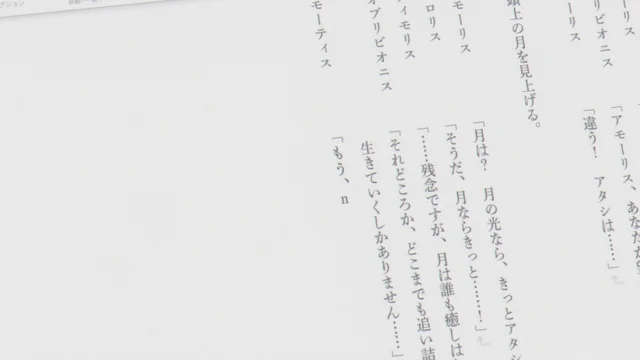 プション
リス
リビオニス
ーリス
「アモーリス、あなたが
「違う！　アタシは……」
頭上の月を見上げる。
モーリス
「月は？　月の光なら、きっとアタシ
ロリス
「そうだ、月ならきっと……！」
ィモリス
「……残念ですが、月は誰も癒しは
オブリビオニス
「それどころか、どこまでも追い詰
生きていくしかありません……」
モーティス
「もう、n